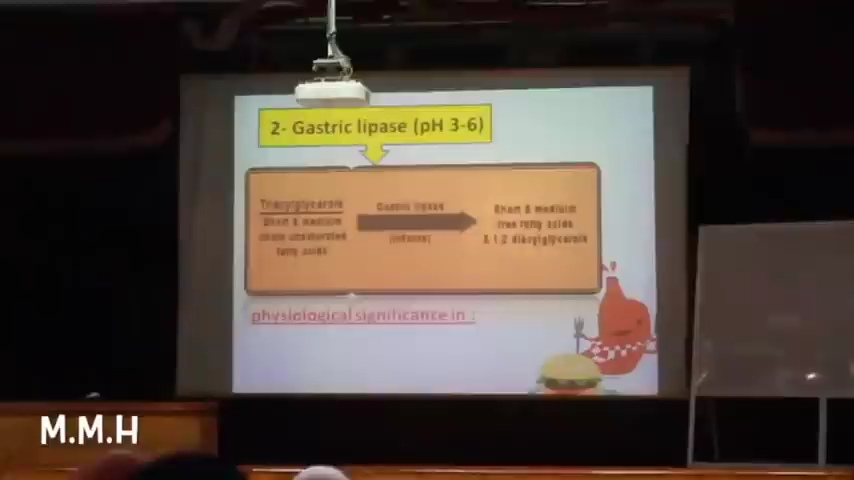 2- Gastric lipase (pH 3-6)
Triacylglycerols
Short & medium
chain unsaturated
fatty acids
Gastric lipase
(infants)
Short & medium
free fatty acids
& 1,2 diacylglycerols
physiological significance in :
M.M.H